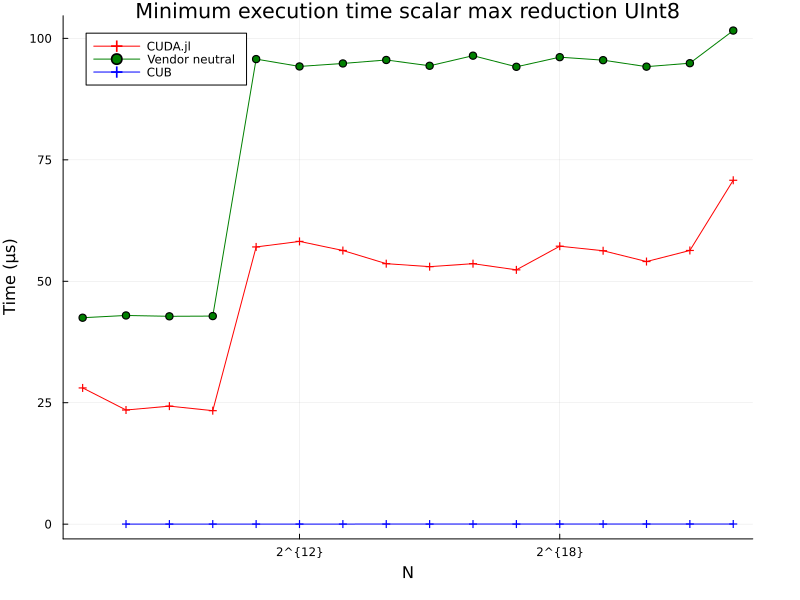 Minimum execution time scalar max reduction UInt8
100
75
50
25
0
Time (μs)
CUDA.jl
Vendor neutral
CUB
2^{12}
2^{18}
N